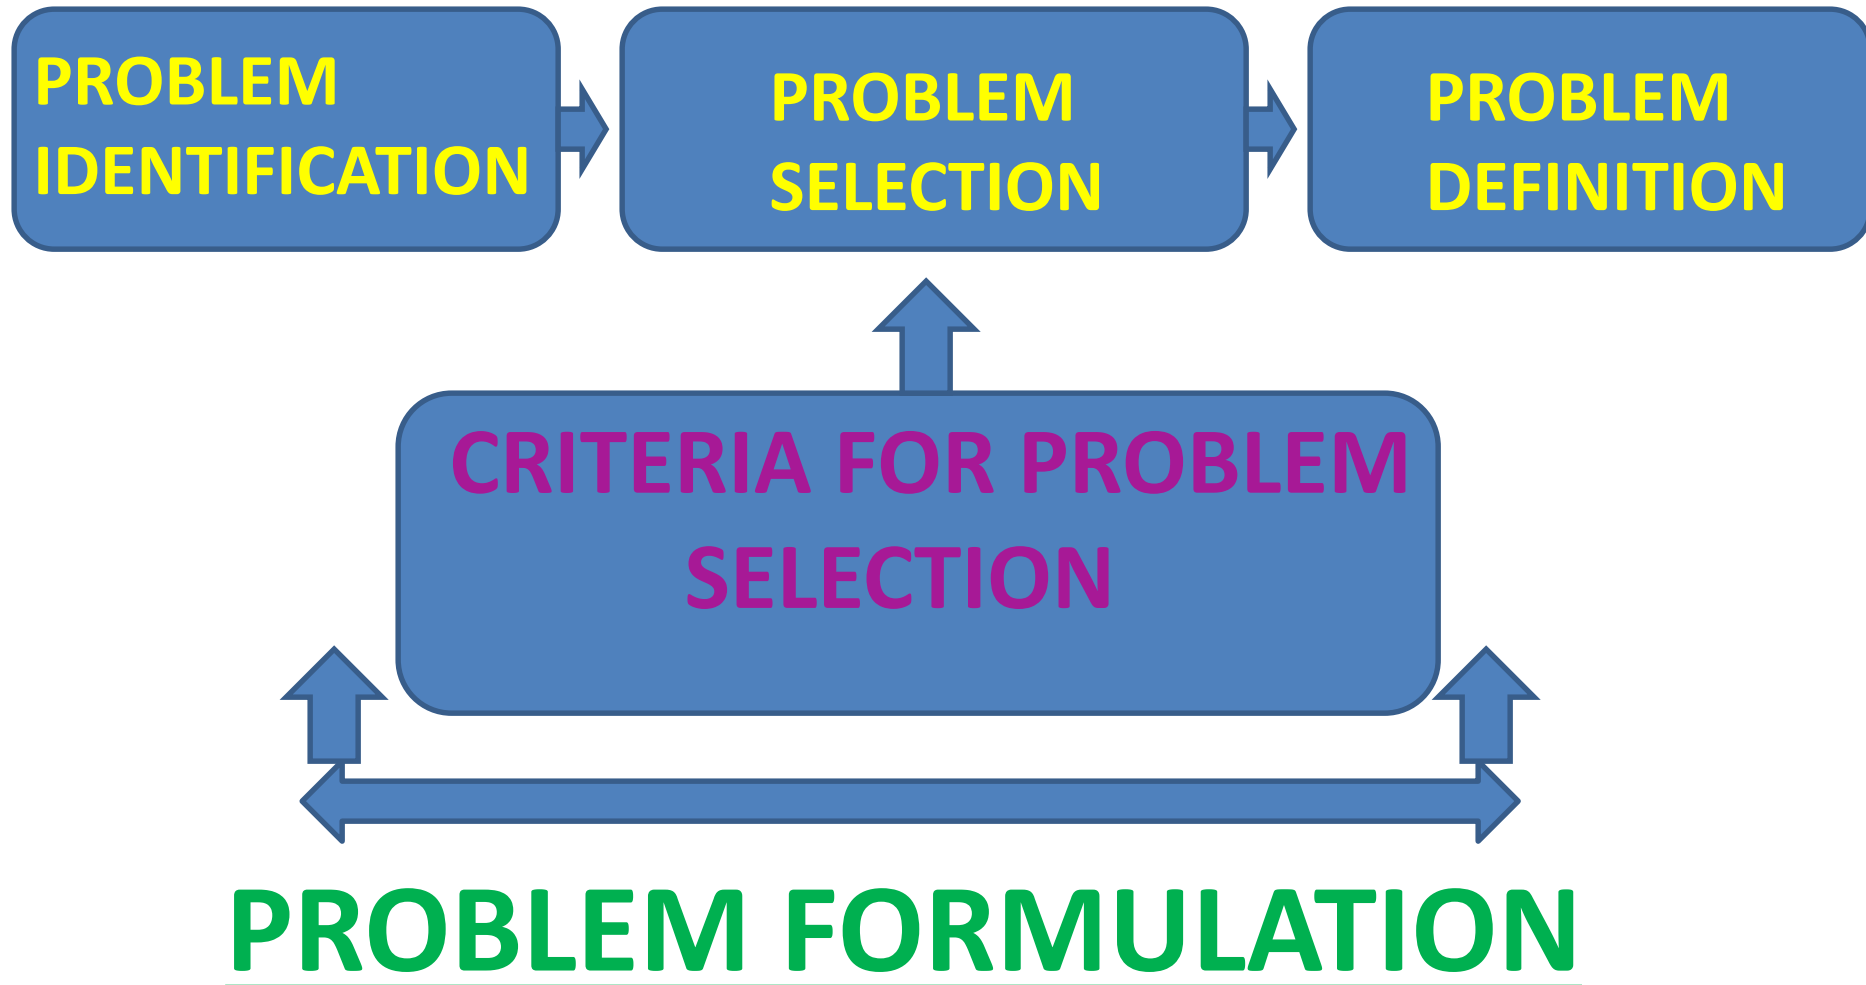 PROBLEM
IDENTIFICATION
PROBLEM
SELECTION
PROBLEM
DEFINITION
CRITERIA FOR PROBLEM
SELECTION
PROBLEM FORMULATION